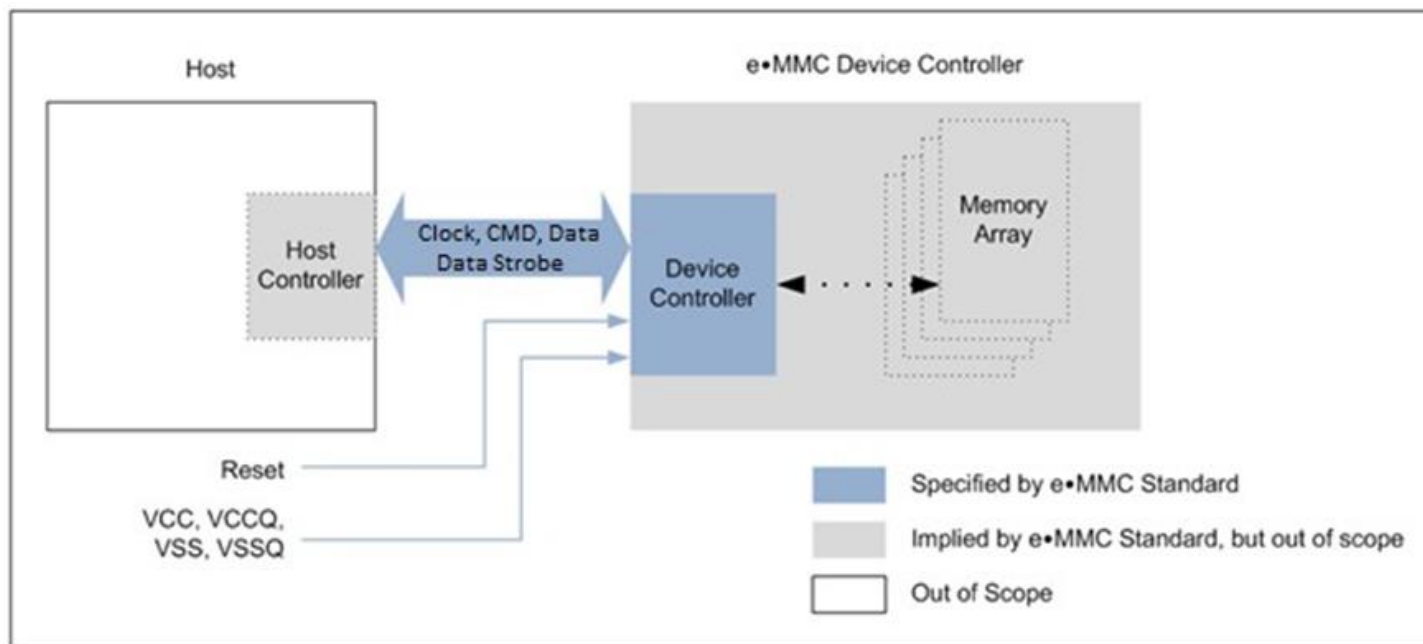 Host
e•MMC Device Controller
Host
Controller
Clock, CMD, Data
Data Strobe
Device
Controller
Memory
Array
Reset
VCC, VCCQ,
VSS, VSSQ
Specified by e•MMC Standard
Implied by e•MMC Standard, but out of scope
Out of Scope